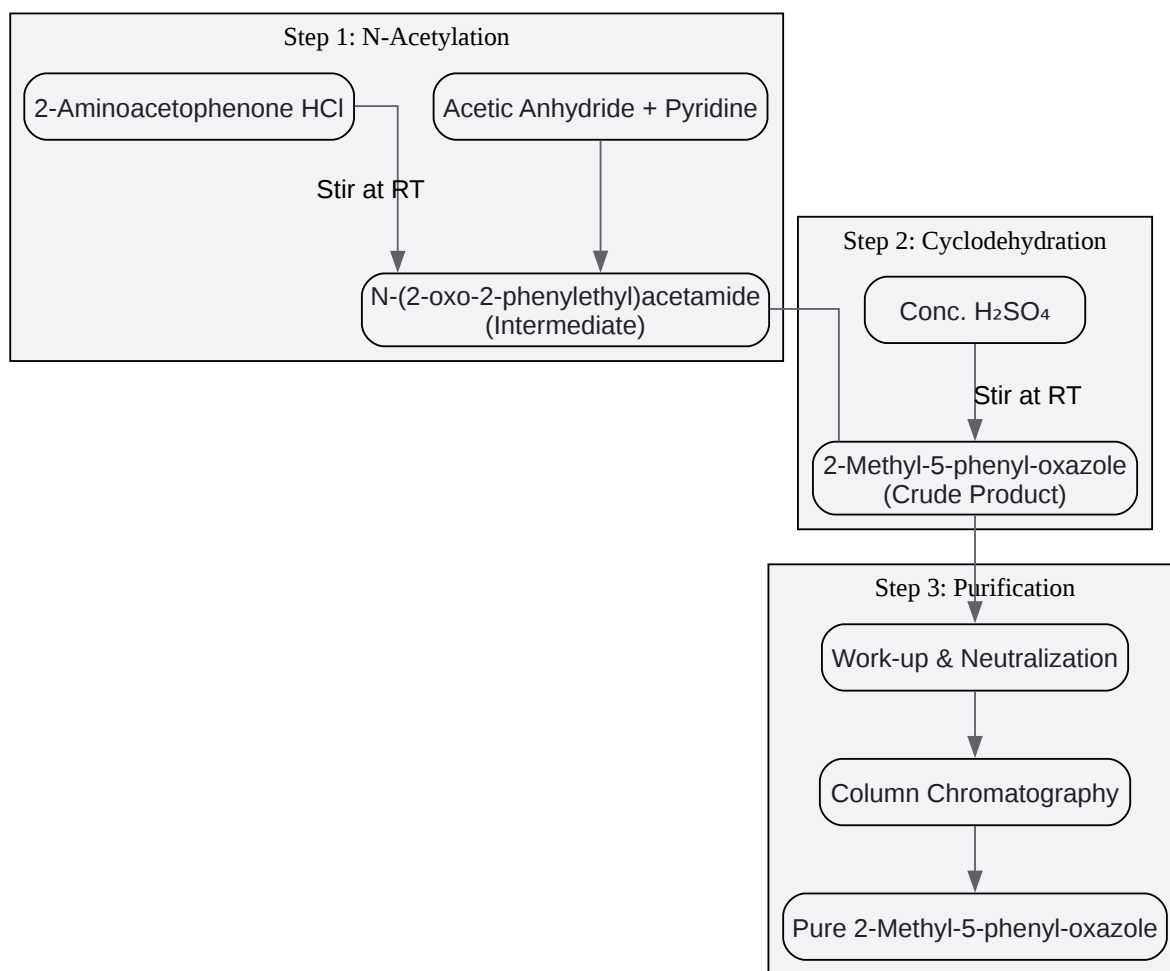 Step 1: N-Acetylation
2-Aminoacetophenone HCl
Acetic Anhydride + Pyridine
Stir at RT
N-(2-oxo-2-phenylethyl)acetamide
(Intermediate)
Step 2: Cyclodehydration
Conc. H₂SO₄
Stir at RT
2-Methyl-5-phenyl-oxazole
(Crude Product)
Step 3: Purification
Work-up & Neutralization
Column Chromatography
Pure 2-Methyl-5-phenyl-oxazole